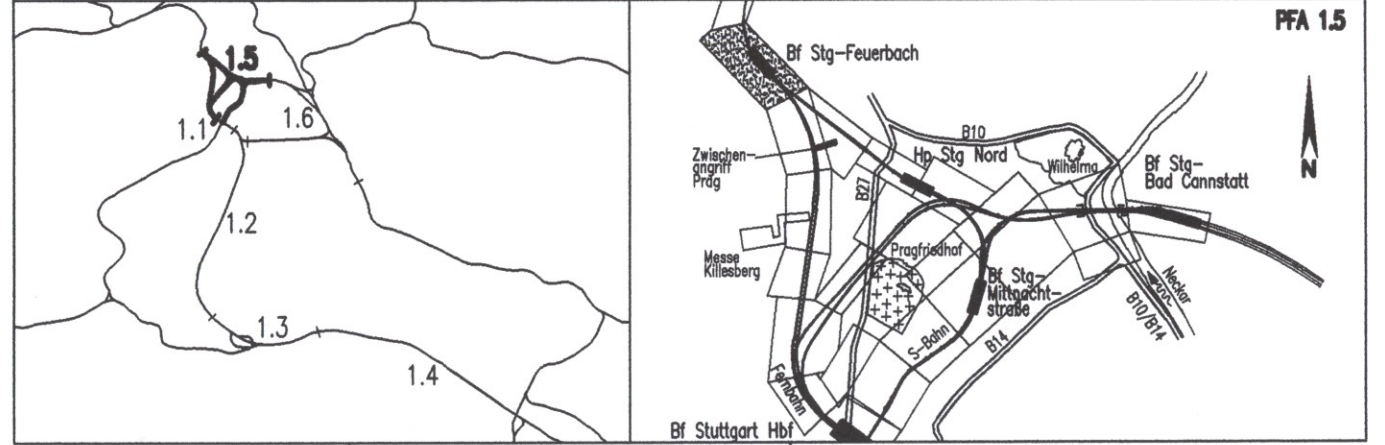 1.5
1.1
1.6
1.2
1.3
1.4
PFA 1.5
Bf Stg-Feuerbach
B10
Hp Stg Nord
Wilhelma
Bf Stg-
Bad Cannstatt
N
Zwischen-
angriff
Prag
B27
Messe
Killesberg
Pragfriedhof
Bf Stg-
Mittnacht-
straße
Neckar
B10/B14
S-Bahn
B14
Fernbahn
Bf Stuttgart Hbf